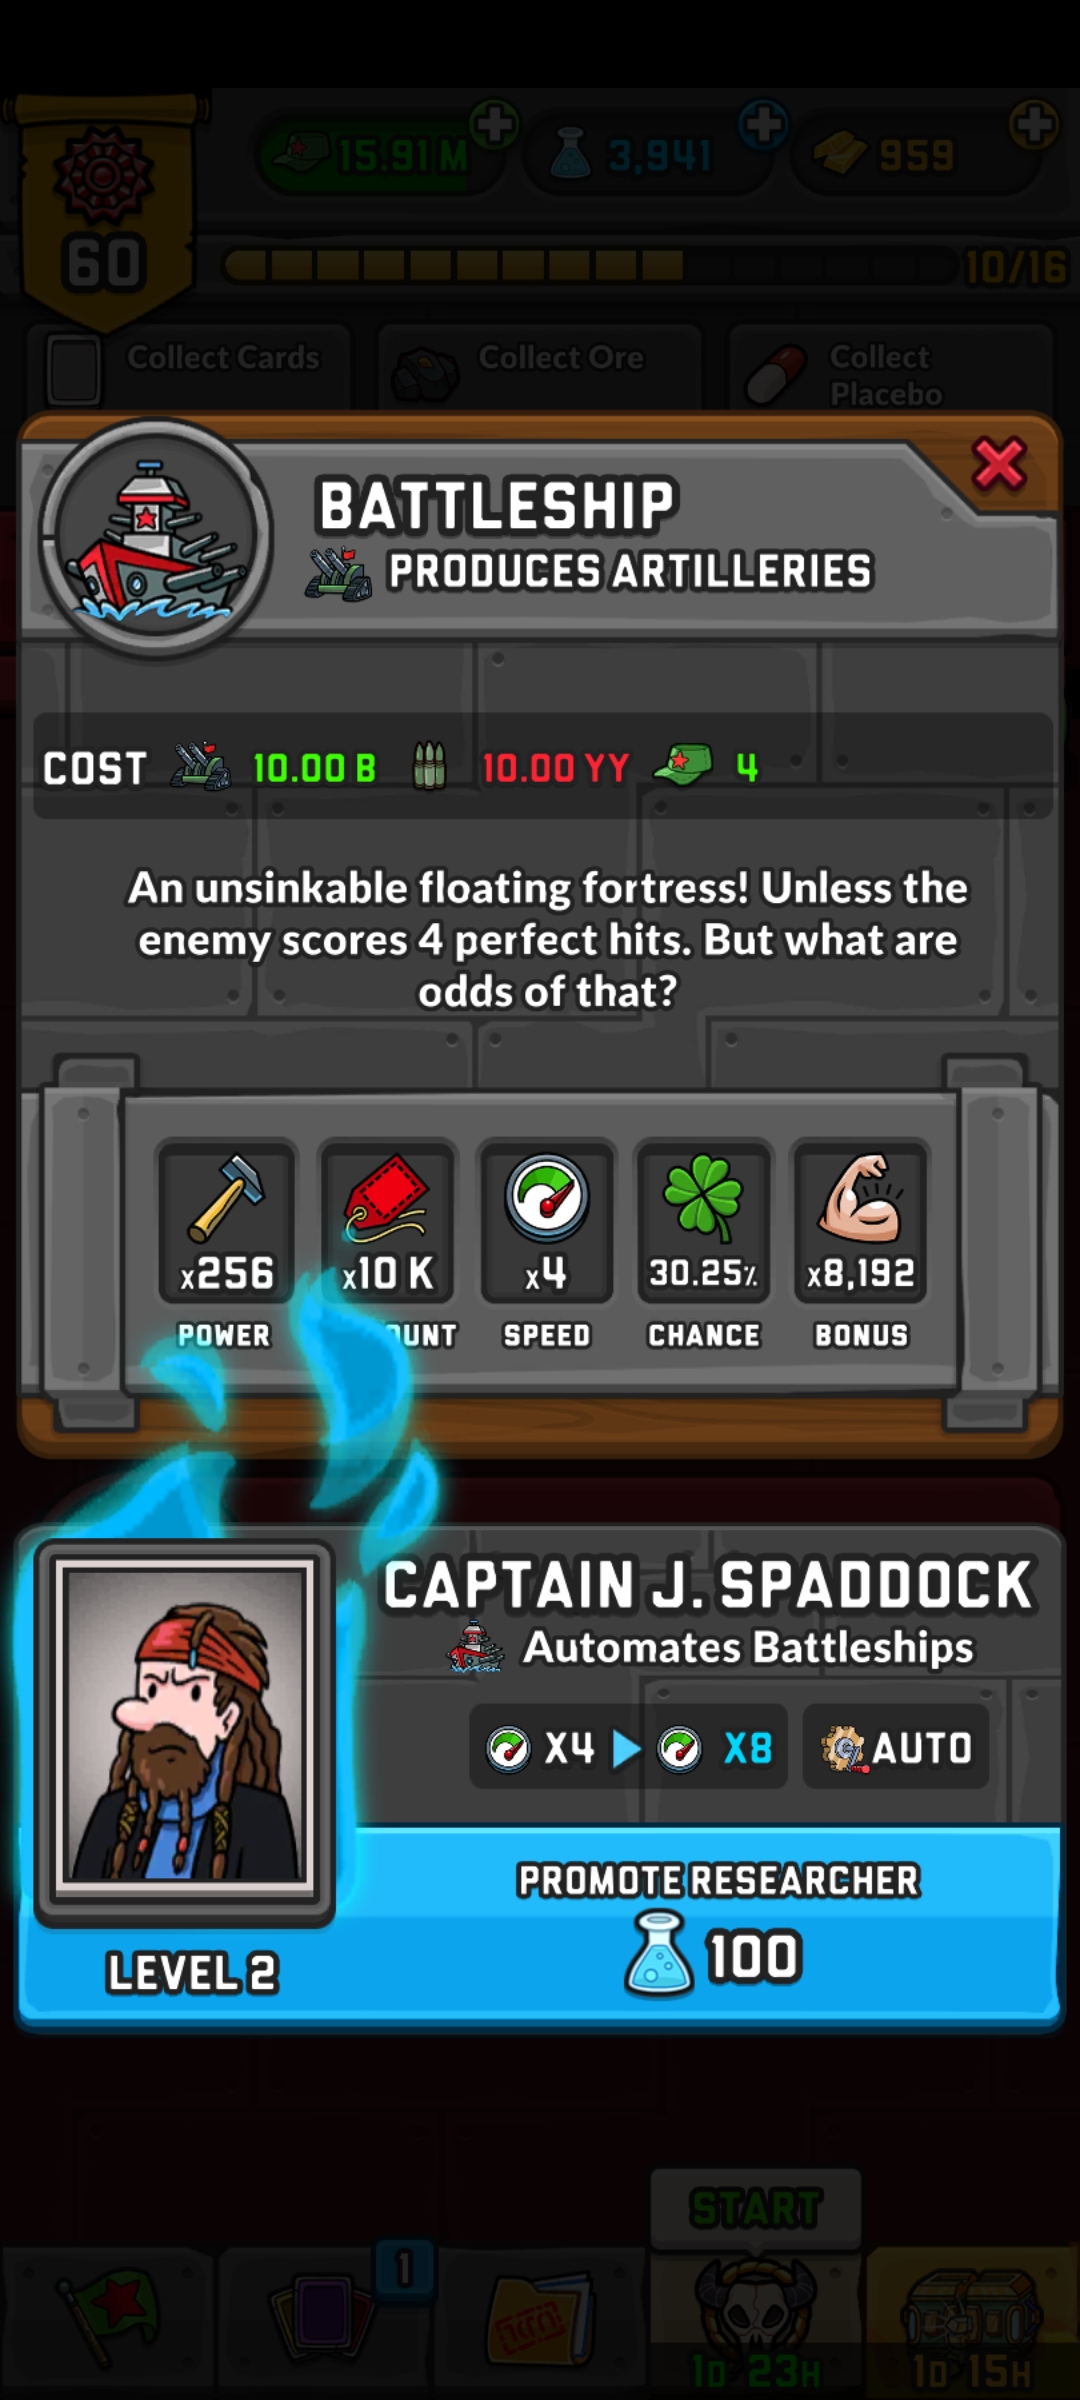 15.91 M
3,941
959
60
10/16
Collect Cards
Collect Ore
Collect
Placebo
BATTLESHIP
PRODUCES ARTILLERIES
COST 10.00 B 10.00 YY 4
An unsinkable floating fortress! Unless the
enemy scores 4 perfect hits. But what are
odds of that?
x256 x10 K x4 30.25% x8,192
POWER OUNT SPEED CHANCE BONUS
CAPTAIN J. SPADDOCK
Automates Battleships
X4 X8 AUTO
PROMOTE RESEARCHER
LEVEL 2
100
START
1
1D 23H
1D 15H